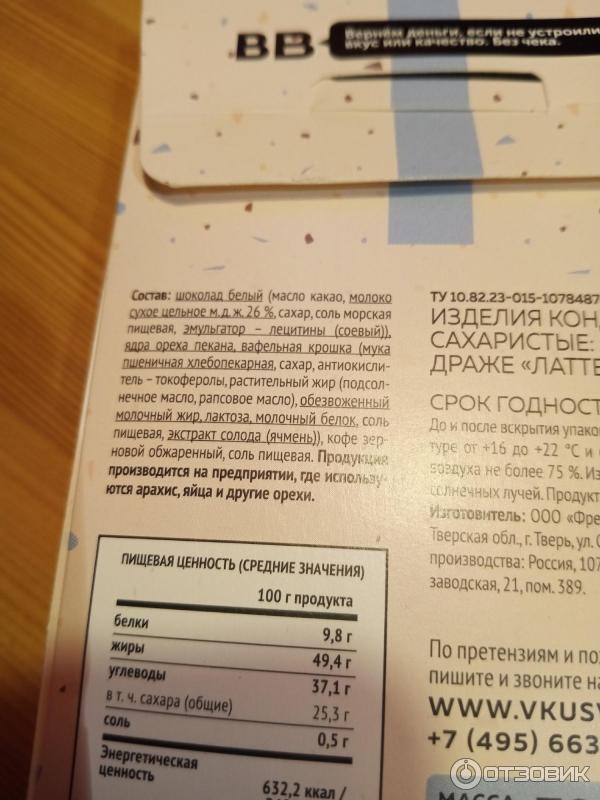 ВВ
Вернём деньги, если не устроили
вкус или качество. Без чека.
Состав: шоколад белый (масло какао, молоко
сухое цельное м.д.ж. 26 %, сахар, соль морская
пищевая, эмульгатор – лецитины (соевый)),
ядра ореха пекана, вафельная крошка (мука
пшеничная хлебопекарная, сахар, антиокисли-
тель – токоферолы, растительный жир (подсол-
нечное масло, рапсовое масло), обезвоженный
молочный жир, лактоза, молочный белок, соль
пищевая, экстракт солода (ячмень)), кофе зер-
новой обжаренный, соль пищевая. Продукция
производится на предприятии, где использу-
ются арахис, яйца и другие орехи.
ПИЩЕВАЯ ЦЕННОСТЬ (СРЕДНИЕ ЗНАЧЕНИЯ)
100 г продукта
белки 9,8 г
жиры 49,4 г
углеводы 37,1 г
в т. ч. сахара (общие) 25,3 г
соль 0,5 г
Энергетическая
ценность 632,2 ккал /
ТУ 10.82.23-015-1078487
ИЗДЕЛИЯ КОН
САХАРИСТЫЕ:
ДРАЖЕ «ЛАТТЕ
СРОК ГОДНОСТ
До и после вскрытия упако
туре от +16 до +22 °С и
воздуха не более 75 %. Из
солнечных лучей. Продукт
Изготовитель: ООО «Фре
Тверская обл., г. Тверь, ул. С
производства: Россия, 107
заводская, 21, пом. 389.
По претензиям и по
пишите и звоните на
WWW.VKUSV
+7 (495) 663
МАССА
ОТЗОВИК